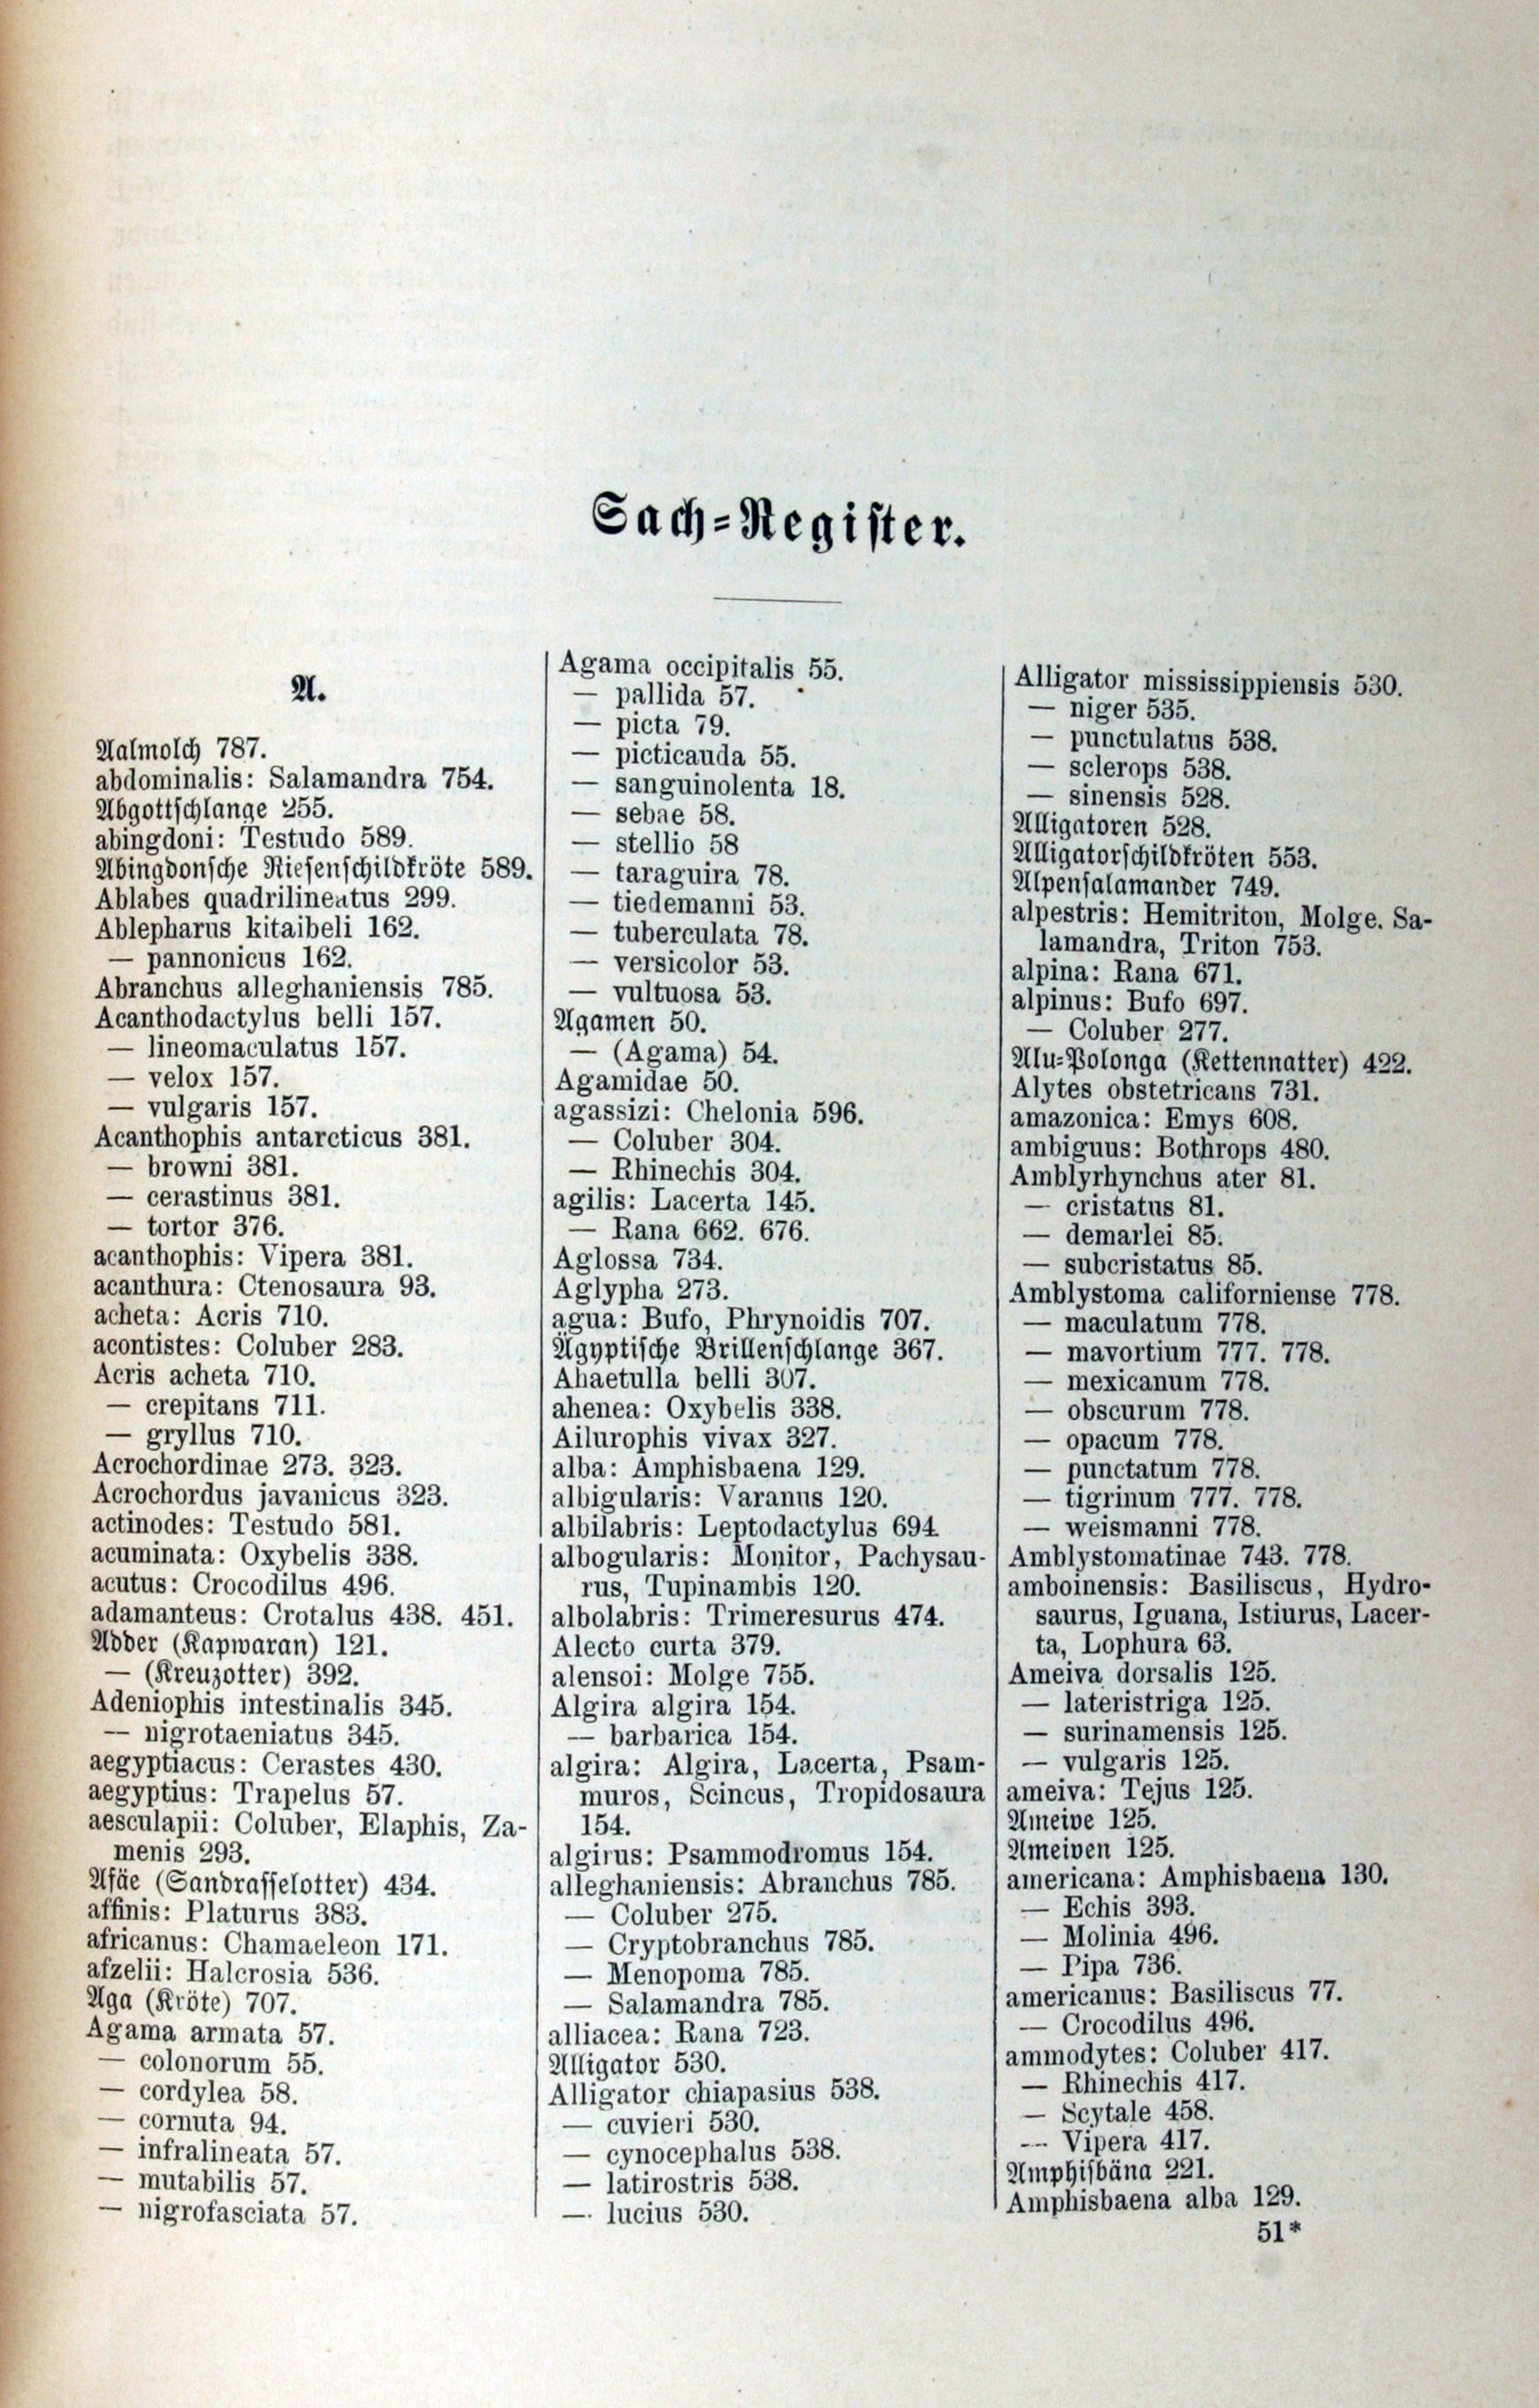 Sach-Register.
A.
Aalmolch 787.
abdominalis: Salamandra 754.
Abgottschlange 255.
abingdoni: Testudo 589.
Abingdonsche Riesenschildkröte 589.
Ablabes quadrilineatus 299.
Ablepharus kitaibeli 162.
— pannonicus 162.
Abranchus alleghaniensis 785.
Acanthodactylus belli 157.
— lineomaculatus 157.
— velox 157.
— vulgaris 157.
Acanthophis antarcticus 381.
— browni 381.
— cerastinus 381.
— tortor 376.
acanthophis: Vipera 381.
acanthura: Ctenosaura 93.
acheta: Acris 710.
acontistes: Coluber 283.
Acris acheta 710.
— crepitans 711.
— gryllus 710.
Acrochordinae 273. 323.
Acrochordus javanicus 323.
actinodes: Testudo 581.
acuminata: Oxybelis 338.
acutus: Crocodilus 496.
adamanteus: Crotalus 438. 451.
Adder (Kapwaran) 121.
— (Kreuzotter) 392.
Adeniophis intestinalis 345.
— nigrotaeniatus 345.
aegyptiacus: Cerastes 430.
aegyptius: Trapelus 57.
aesculapii: Coluber, Elaphis, Za-
menis 293.
Afäe (Sandrasselotter) 434.
affinis: Platurus 383.
africanus: Chamaeleon 171.
afzelii: Halcrosia 536.
Aga (Kröte) 707.
Agama armata 57.
— colonorum 55.
— cordylea 58.
— cornuta 94.
— infralineata 57.
— mutabilis 57.
— nigrofasciata 57.
Agama occipitalis 55.
— pallida 57.
— picta 79.
— picticauda 55.
— sanguinolenta 18.
— sebae 58.
— stellio 58
— taraguira 78.
— tiedemanni 53.
— tuberculata 78.
— versicolor 53.
— vultuosa 53.
Agamen 50.
— (Agama) 54.
Agamidae 50.
agassizi: Chelonia 596.
— Coluber 304.
— Rhinechis 304.
agilis: Lacerta 145.
— Rana 662. 676.
Aglossa 734.
Aglypha 273.
agua: Bufo, Phrynoidis 707.
Ägyptische Brillenschlange 367.
Ahaetulla belli 307.
ahenea: Oxybelis 338.
Ailurophis vivax 327.
alba: Amphisbaena 129.
albigularis: Varanus 120.
albilabris: Leptodactylus 694
albogularis: Monitor, Pachysau-
rus, Tupinambis 120.
albolabris: Trimeresurus 474.
Alecto curta 379.
alensoi: Molge 755.
Algira algira 154.
— barbarica 154.
algira: Algira, Lacerta, Psam-
muros, Scincus, Tropidosaura
154.
algirus: Psammodromus 154.
alleghaniensis: Abranchus 785.
— Coluber 275.
— Cryptobranchus 785.
— Menopoma 785.
— Salamandra 785.
alliacea: Rana 723.
Alligator 530.
Alligator chiapasius 538.
— cuvieri 530.
— cynocephalus 538.
— latirostris 538.
— lucius 530.
Alligator mississippiensis 530.
— niger 535.
— punctulatus 538.
— sclerops 538.
— sinensis 528.
Alligatoren 528.
Alligatorschildkröten 553.
Alpensalamander 749.
alpestris: Hemitriton, Molge. Sa-
lamandra, Triton 753.
alpina: Rana 671.
alpinus: Bufo 697.
— Coluber 277.
Alu-Polonga (Kettennatter) 422.
Alytes obstetricans 731.
amazonica: Emys 608.
ambiguus: Bothrops 480.
Amblyrhynchus ater 81.
— cristatus 81.
— demarlei 85.
— subcristatus 85.
Amblystoma californiense 778.
— maculatum 778.
— mavortium 777. 778.
— mexicanum 778.
— obscurum 778.
— opacum 778.
— punctatum 778.
— tigrinum 777. 778.
— weismanni 778.
Amblystomatinae 743. 778.
amboinensis: Basiliscus, Hydro-
saurus, Iguana, Istiurus, Lacer-
ta, Lophura 63.
Ameiva dorsalis 125.
— lateristriga 125.
— surinamensis 125.
— vulgaris 125.
ameiva: Tejus 125.
Ameive 125.
Ameiven 125.
americana: Amphisbaena 130.
— Echis 393.
— Molinia 496.
— Pipa 736.
americanus: Basiliscus 77.
— Crocodilus 496.
ammodytes: Coluber 417.
— Rhinechis 417.
— Scytale 458.
— Vipera 417.
Amphisbäna 221.
Amphisbaena alba 129.
51*